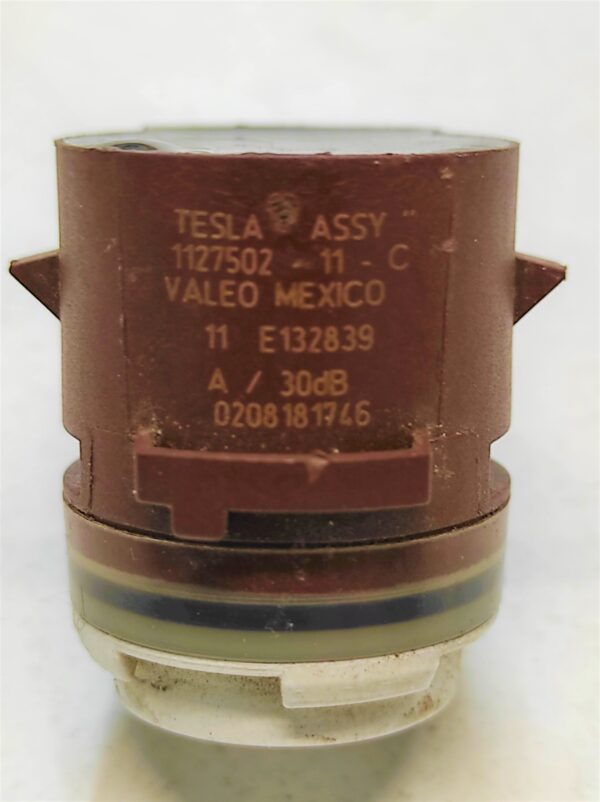 TESLA ASSY "
1127502 - 11 - C
VALEO MEXICO
11 E132839
A / 30dB
0208181746